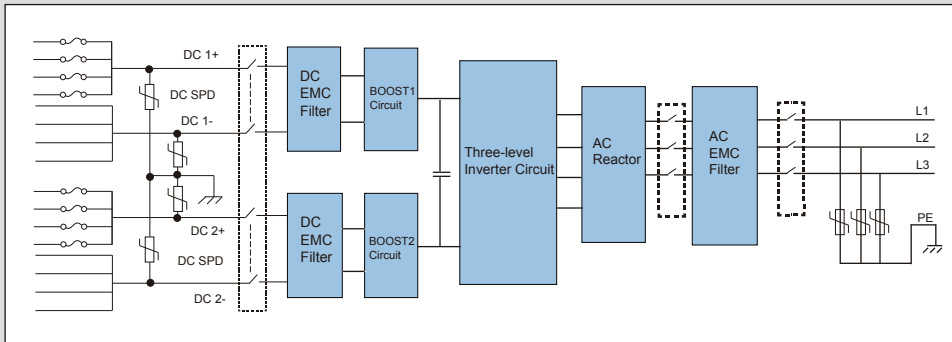 DC 1+
DC SPD
DC 1-
DC
EMC
Filter
BOOST1
Circuit
DC 2+
DC SPD
DC 2-
DC
EMC
Filter
BOOST2
Circuit
Three-level
Inverter Circuit
AC
Reactor
AC
EMC
Filter
L1
L2
L3
PE